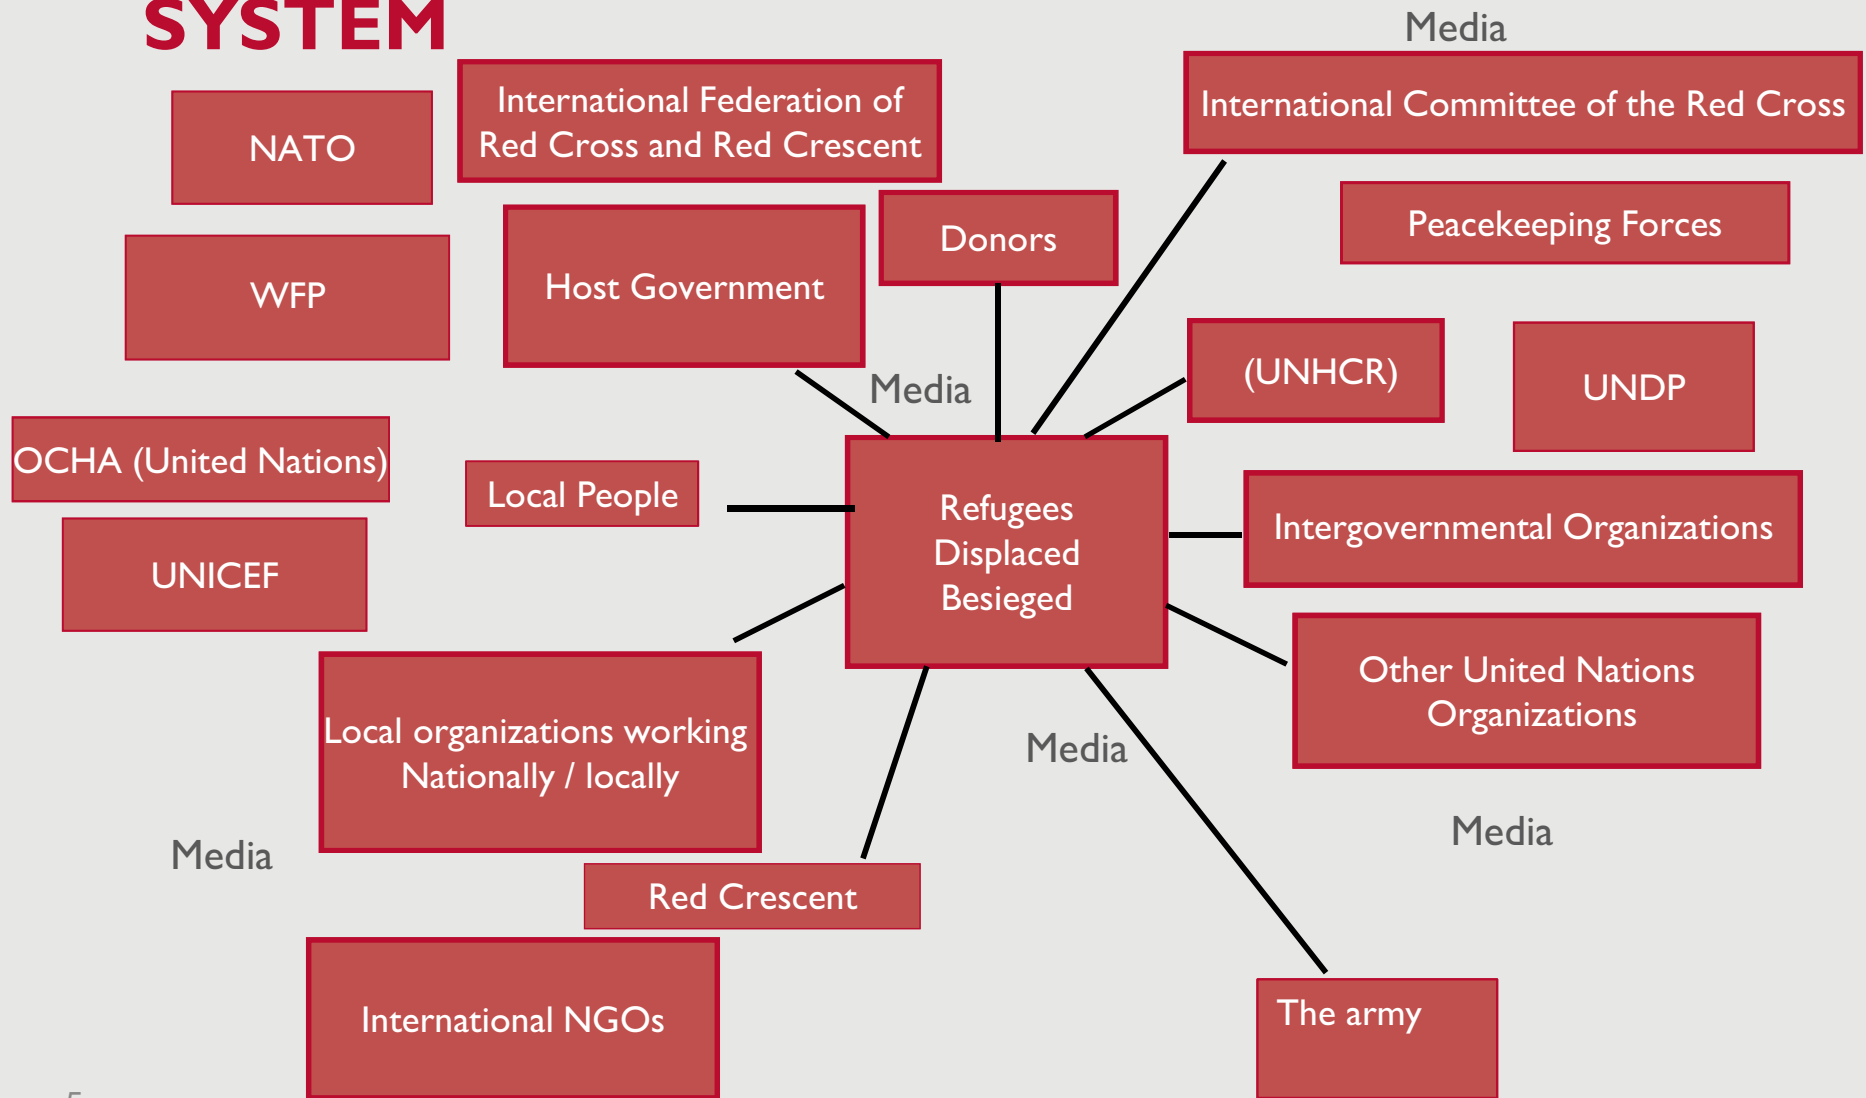 SYSTEM
Media
International Federation of
Red Cross and Red Crescent
International Committee of the Red Cross
NATO
Peacekeeping Forces
Donors
Host Government
WFP
(UNHCR)
UNDP
Media
OCHA (United Nations)
Local People
Refugees
Displaced
Besieged
Intergovernmental Organizations
UNICEF
Other United Nations
Organizations
Local organizations working
Nationally / locally
Media
Media
Media
Red Crescent
International NGOs
The army